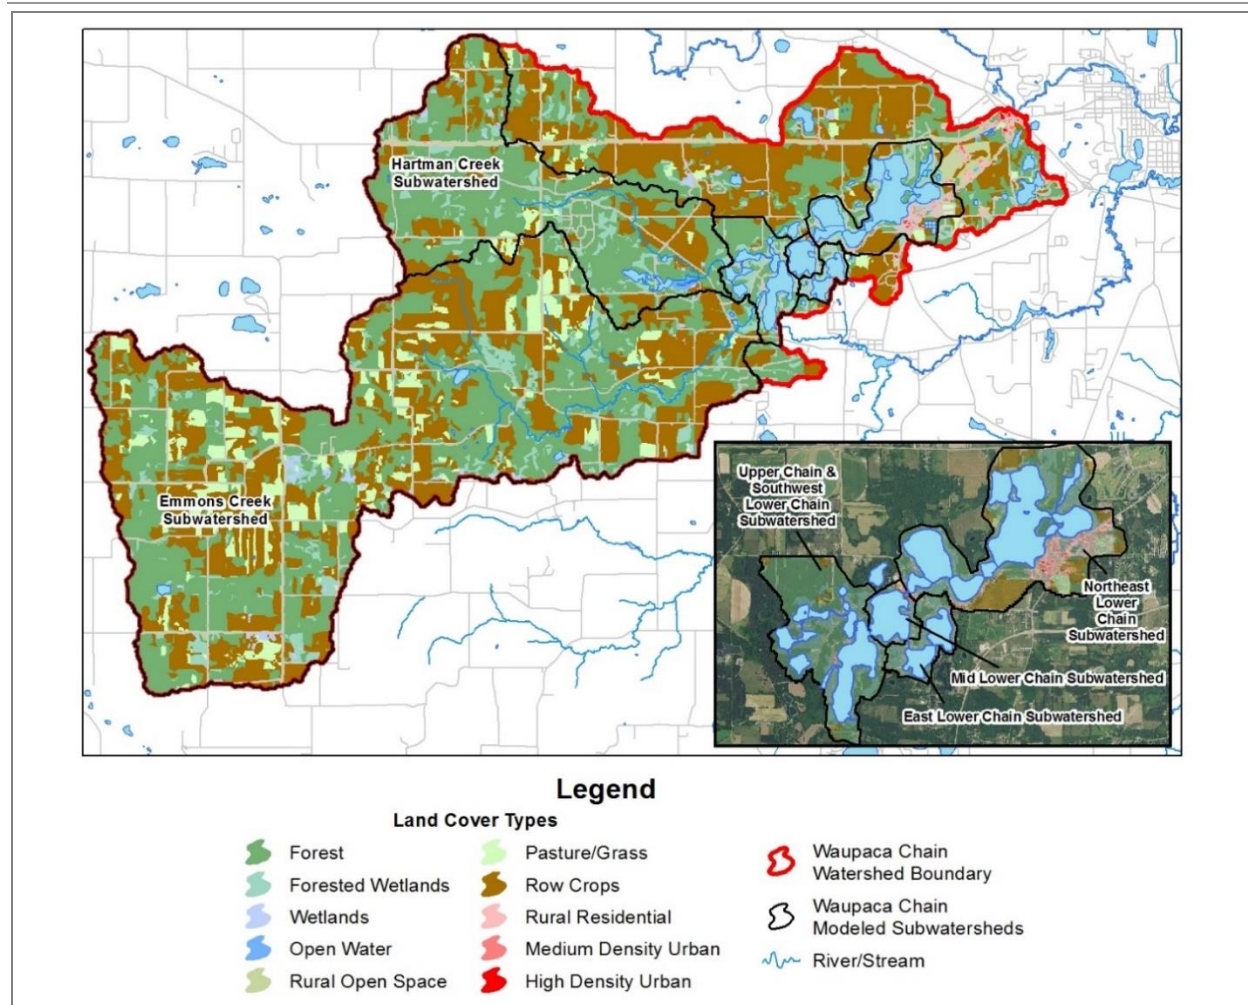 Hartman Creek
Subwatershed
Emmons Creek
Subwatershed
Upper Chain &
Southwest
Lower Chain
Subwatershed
Northeast
Lower
Chain
Subwatershed
Mid Lower Chain Subwatershed
East Lower Chain Subwatershed
Legend
Land Cover Types
Forest
Forested Wetlands
Wetlands
Open Water
Rural Open Space
Pasture/Grass
Row Crops
Rural Residential
Medium Density Urban
High Density Urban
Waupaca Chain
Watershed Boundary
Waupaca Chain
Modeled Subwatersheds
River/Stream